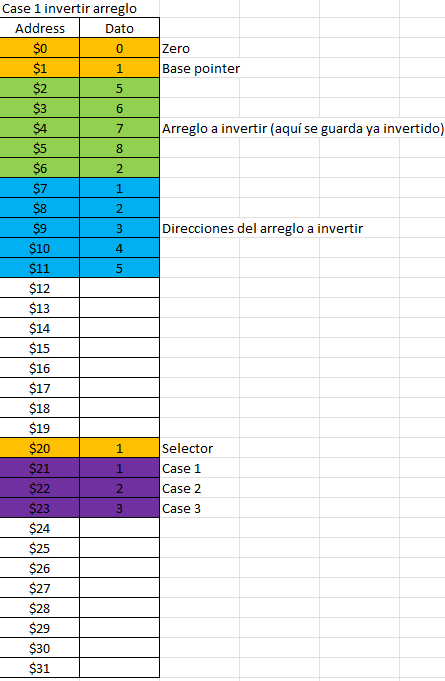 Case 1 invertir arreglo
Address Dato
$0 0 Zero
$1 1 Base pointer
$2 5
$3 6
$4 7 Arreglo a invertir (aquí se guarda ya invertido)
$5 8
$6 2
$7 1
$8 2
$9 3 Direcciones del arreglo a invertir
$10 4
$11 5
$12
$13
$14
$15
$16
$17
$18
$19
$20 1 Selector
$21 1 Case 1
$22 2 Case 2
$23 3 Case 3
$24
$25
$26
$27
$28
$29
$30
$31